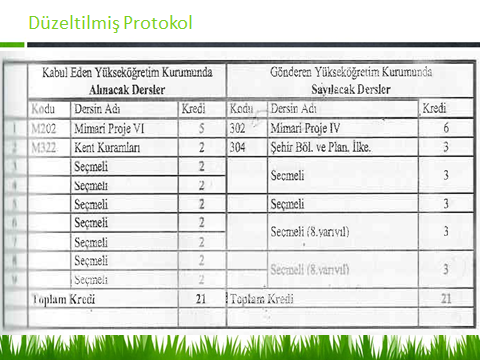 Düzeltilmiş Protokol
Kabul Eden Yükseköğretim Kurumunda Gönderen Yükseköğretim Kurumunda
Alınacak Dersler Sayılacak Dersler
Kodu Dersin Adı Kredi Kodu Dersin Adı Kredi
1 M202 Mimari Proje VI 5 302 Mimari Proje IV 6
2 M322 Kent Kuramları 2 304 Şehir Böl. ve Plan. İlke. 3
3 Seçmeli 2 Seçmeli 3
4 Seçmeli 2
5 Seçmeli 2 Seçmeli 3
6 Seçmeli 2 Seçmeli (8.yarıyıl) 3
7 Seçmeli 2
8 Seçmeli 2 Seçmeli (8.yarıyıl) 3
9 Seçmeli 2
Toplam Kredi 21 Toplam Kredi 21